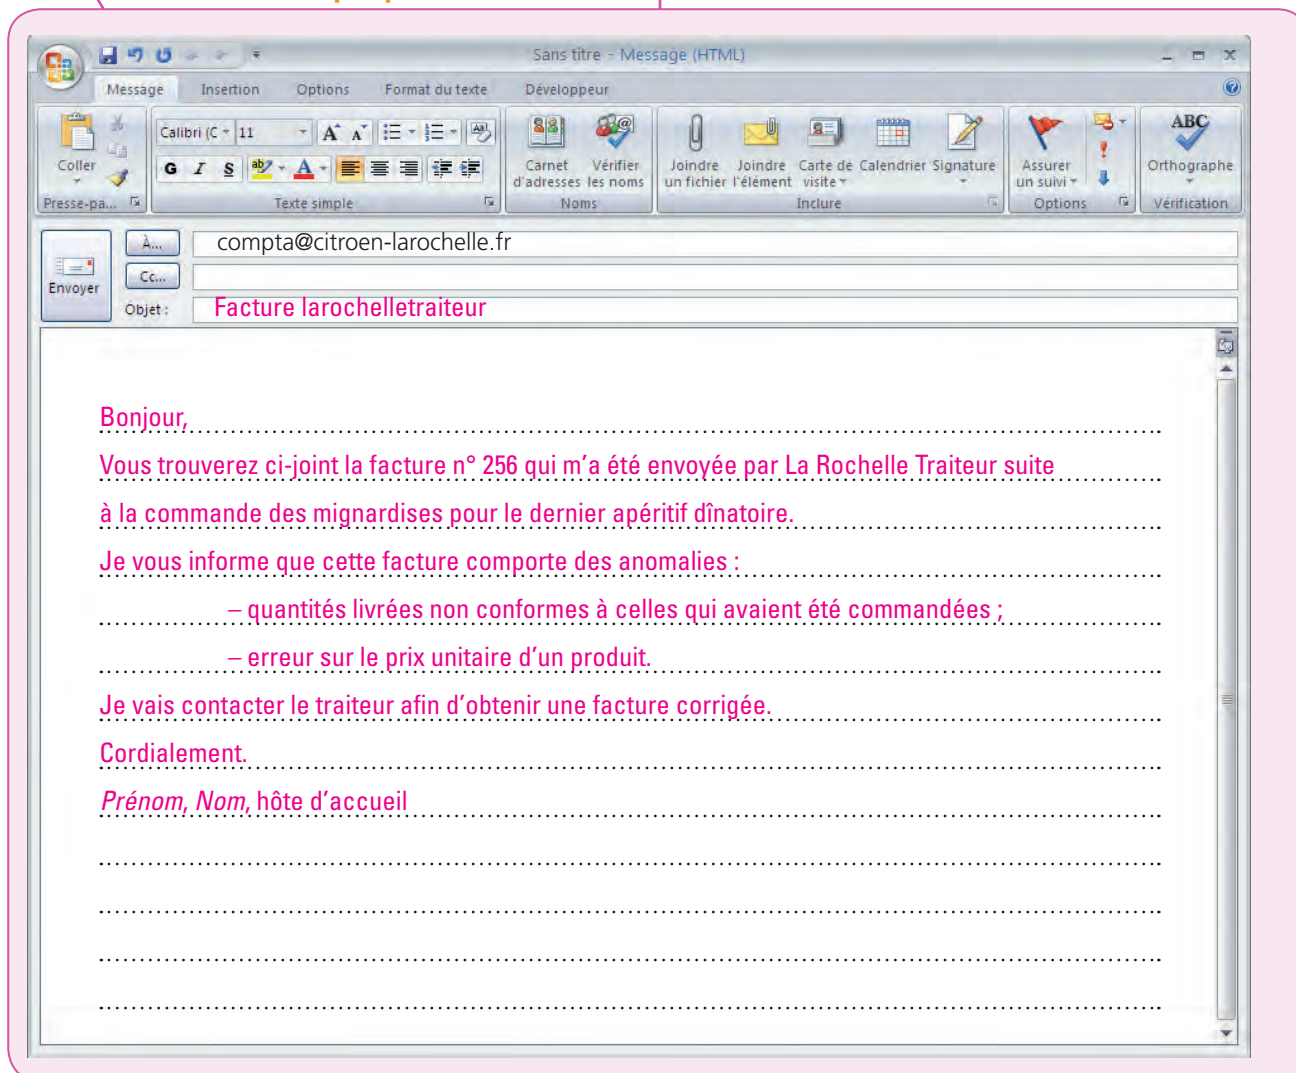 Sans titre - Message (HTML)
Message Insertion Options Format du texte Développeur
Calibri (C 11
A A
ABC
Coller
G I S ab A
Carnet d'adresses
Vérifier les noms
Joindre un fichier
Joindre l'élément
Carte de visite
Calendrier
Signature
Assurer un suivi
Orthographe
Presse-pa... Texte simple Noms Inclure Options Vérification
Envoyer
À... compta@citroen-larochelle.fr
Cc...
Objet : Facture larochelletraiteur
Bonjour,
Vous trouverez ci-joint la facture n° 256 qui m'a été envoyée par La Rochelle Traiteur suite
à la commande des mignardises pour le dernier apéritif dînatoire.
Je vous informe que cette facture comporte des anomalies :
– quantités livrées non conformes à celles qui avaient été commandées ;
– erreur sur le prix unitaire d'un produit.
Je vais contacter le traiteur afin d'obtenir une facture corrigée.
Cordialement.
Prénom, Nom, hôte d'accueil